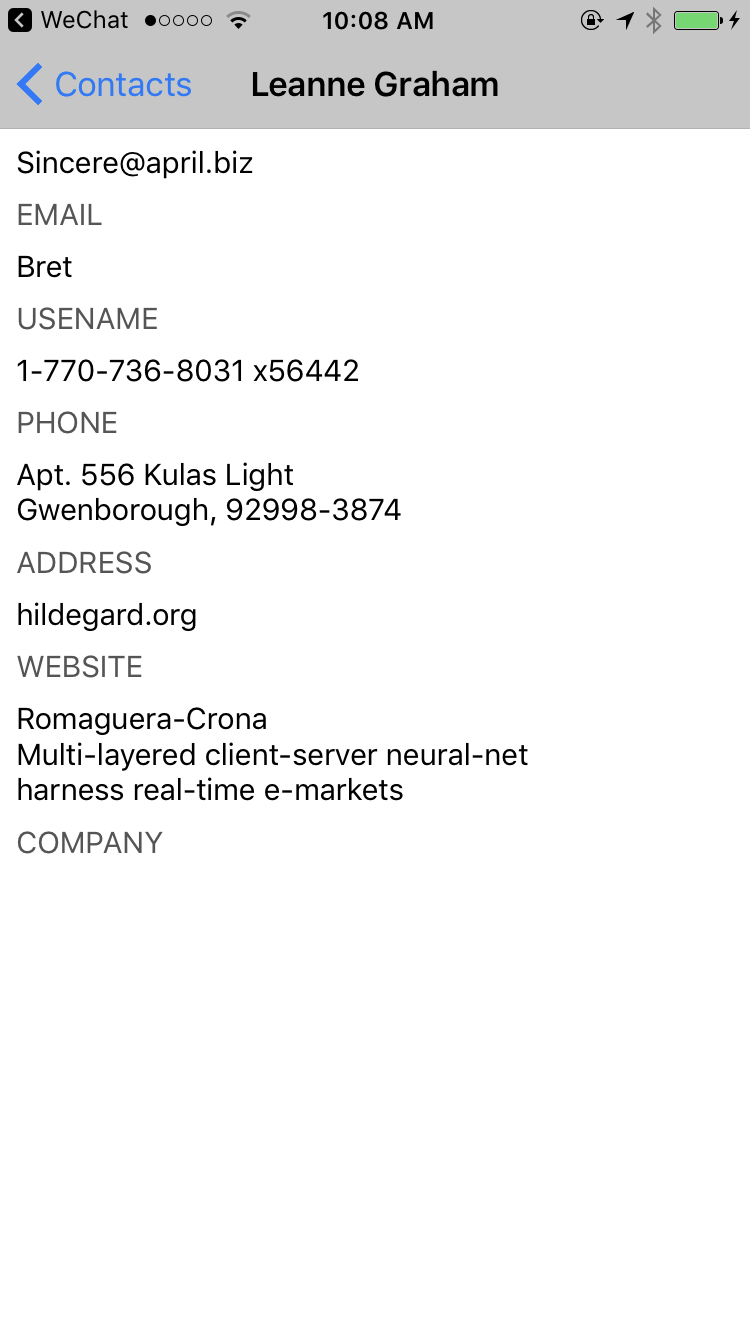 WeChat 10:08 AM
Contacts Leanne Graham
Sincere@april.biz
EMAIL
Bret
USENAME
1-770-736-8031 x56442
PHONE
Apt. 556 Kulas Light
Gwenborough, 92998-3874
ADDRESS
hildegard.org
WEBSITE
Romaguera-Crona
Multi-layered client-server neural-net
harness real-time e-markets
COMPANY